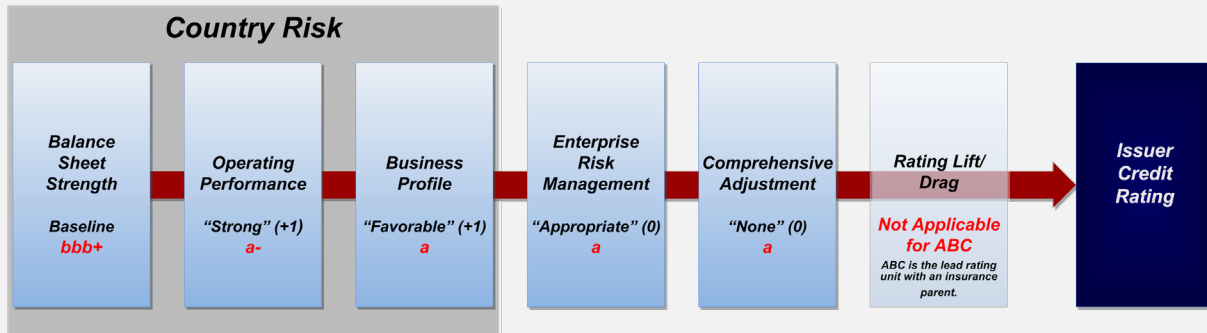 Country Risk
Balance
Sheet
Strength
Baseline
bbb+
Operating
Performance
“Strong” (+1)
a-
Business
Profile
“Favorable” (+1)
a
Enterprise
Risk
Management
“Appropriate” (0)
a
Comprehensive
Adjustment
“None” (0)
a
Rating Lift/
Drag
Not Applicable
for ABC
ABC is the lead rating
unit with an insurance
parent.
Issuer
Credit
Rating